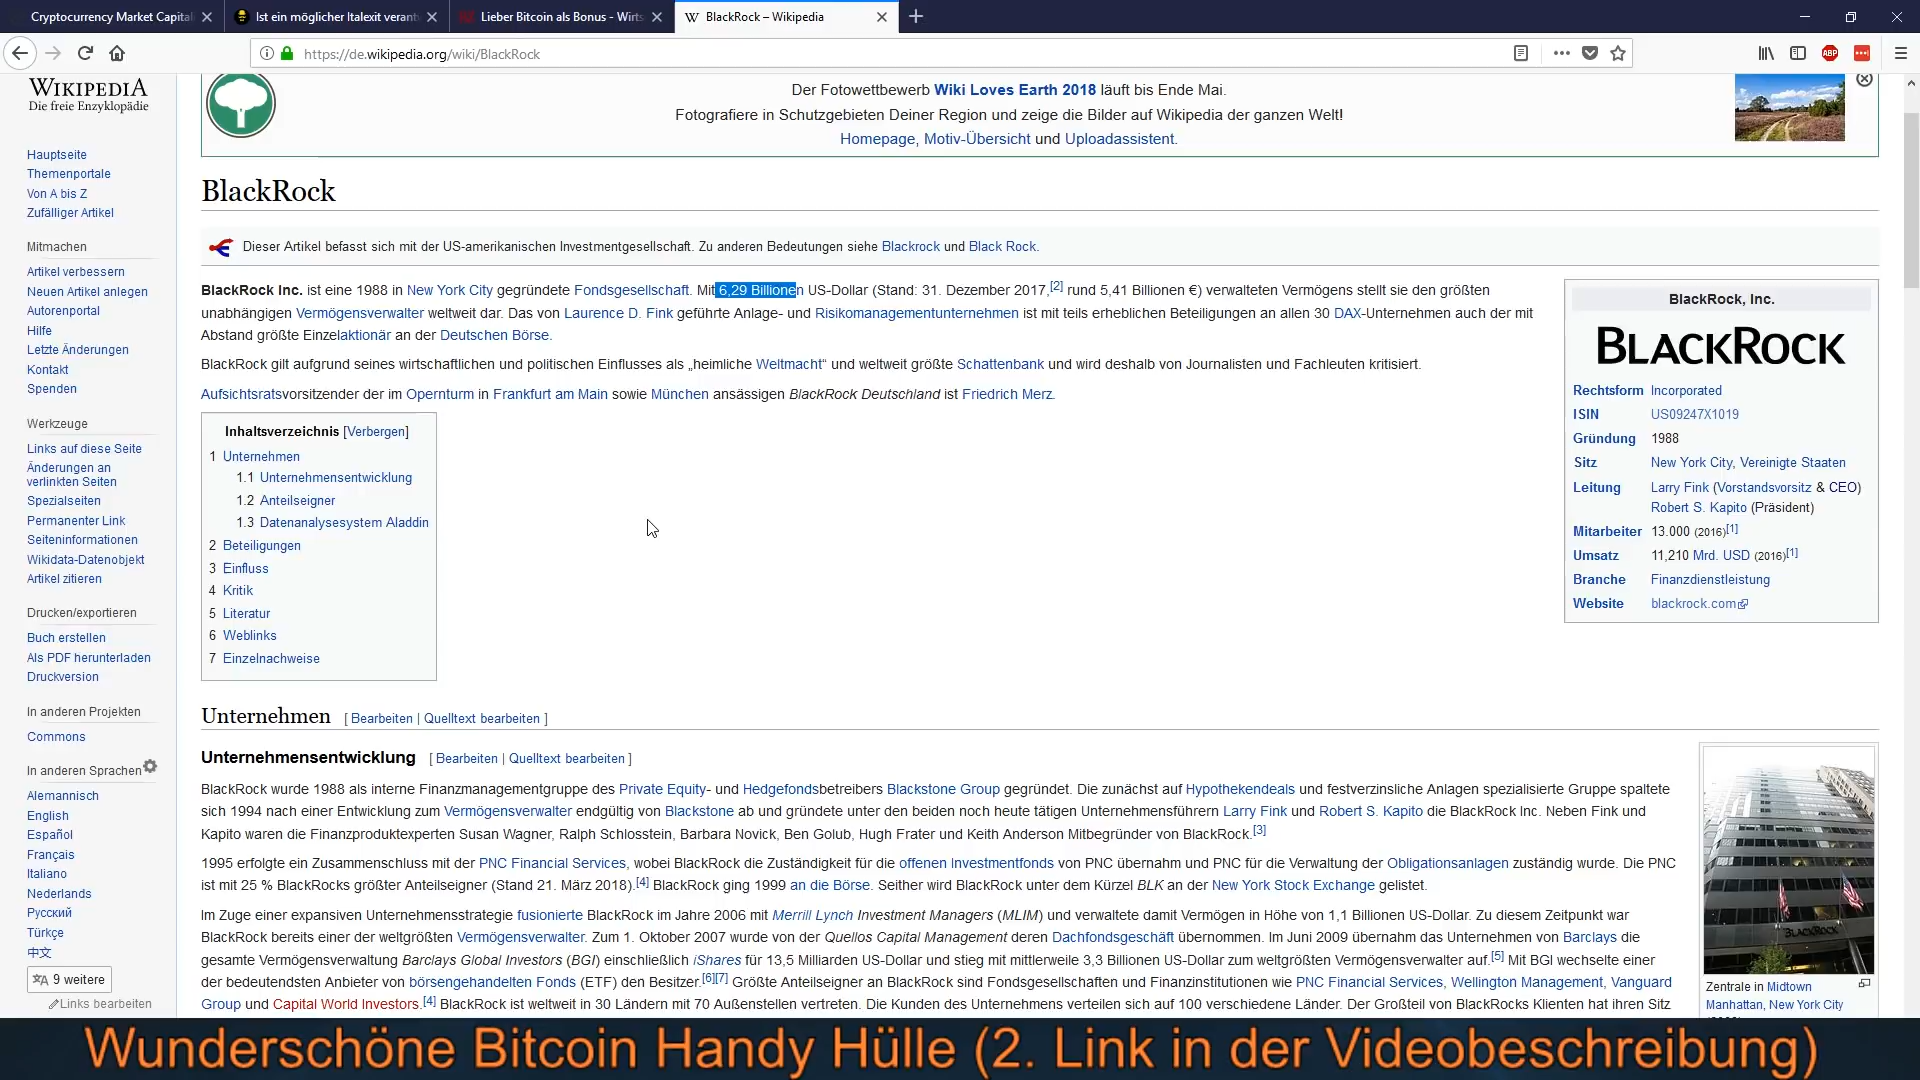 Cryptocurrency Market Capital
Ist ein möglicher Italexit verant
Lieber Bitcoin als Bonus - Wirts
W BlackRock – Wikipedia
https://de.wikipedia.org/wiki/BlackRock
ABP
WIKIPEDIA
Die freie Enzyklopädie
Hauptseite
Themenportale
Von A bis Z
Zufälliger Artikel
Mitmachen
Artikel verbessern
Neuen Artikel anlegen
Autorenportal
Hilfe
Letzte Änderungen
Kontakt
Spenden
Werkzeuge
Links auf diese Seite
Änderungen an
verlinkten Seiten
Spezialseiten
Permanenter Link
Seiteninformationen
Wikidata-Datenobjekt
Artikel zitieren
Drucken/exportieren
Buch erstellen
Als PDF herunterladen
Druckversion
In anderen Projekten
Commons
In anderen Sprachen
Alemannisch
English
Español
Français
Italiano
Nederlands
Русский
Türkçe
中文
9 weitere
Links bearbeiten
Der Fotowettbewerb Wiki Loves Earth 2018 läuft bis Ende Mai.
Fotografiere in Schutzgebieten Deiner Region und zeige die Bilder auf Wikipedia der ganzen Welt!
Homepage, Motiv-Übersicht und Uploadassistent.
BlackRock
Dieser Artikel befasst sich mit der US-amerikanischen Investmentgesellschaft. Zu anderen Bedeutungen siehe Blackrock und Black Rock.
BlackRock Inc. ist eine 1988 in New York City gegründete Fondsgesellschaft. Mit 6,29 Billionen US-Dollar (Stand: 31. Dezember 2017,[2] rund 5,41 Billionen €) verwalteten Vermögens stellt sie den größten
unabhängigen Vermögensverwalter weltweit dar. Das von Laurence D. Fink geführte Anlage- und Risikomanagementunternehmen ist mit teils erheblichen Beteiligungen an allen 30 DAX-Unternehmen auch der mit
Abstand größte Einzelaktionär an der Deutschen Börse.
BlackRock gilt aufgrund seines wirtschaftlichen und politischen Einflusses als „heimliche Weltmacht“ und weltweit größte Schattenbank und wird deshalb von Journalisten und Fachleuten kritisiert.
Aufsichtsratsvorsitzender der im Opernturm in Frankfurt am Main sowie München ansässigen BlackRock Deutschland ist Friedrich Merz.
Inhaltsverzeichnis [Verbergen]
1 Unternehmen
1.1 Unternehmensentwicklung
1.2 Anteilseigner
1.3 Datenanalysesystem Aladdin
2 Beteiligungen
3 Einfluss
4 Kritik
5 Literatur
6 Weblinks
7 Einzelnachweise
BlackRock, Inc.
BLACKROCK
Rechtsform Incorporated
ISIN US09247X1019
Gründung 1988
Sitz New York City, Vereinigte Staaten
Leitung Larry Fink (Vorstandsvorsitz & CEO)
Robert S. Kapito (Präsident)
Mitarbeiter 13.000 (2016)[1]
Umsatz 11,210 Mrd. USD (2016)[1]
Branche Finanzdienstleistung
Website blackrock.com
Unternehmen [ Bearbeiten | Quelltext bearbeiten ]
Unternehmensentwicklung [ Bearbeiten | Quelltext bearbeiten ]
BlackRock wurde 1988 als interne Finanzmanagementgruppe des Private Equity- und Hedgefondsbetreibers Blackstone Group gegründet. Die zunächst auf Hypothekendeals und festverzinsliche Anlagen spezialisierte Gruppe spaltete
sich 1994 nach einer Entwicklung zum Vermögensverwalter endgültig von Blackstone ab und gründete unter den beiden noch heute tätigen Unternehmensführern Larry Fink und Robert S. Kapito die BlackRock Inc. Neben Fink und
Kapito waren die Finanzproduktexperten Susan Wagner, Ralph Schlosstein, Barbara Novick, Ben Golub, Hugh Frater und Keith Anderson Mitbegründer von BlackRock.[3]
1995 erfolgte ein Zusammenschluss mit der PNC Financial Services, wobei BlackRock die Zuständigkeit für die offenen Investmentfonds von PNC übernahm und PNC für die Verwaltung der Obligationsanlagen zuständig wurde. Die PNC
ist mit 25 % BlackRocks größter Anteilseigner (Stand 21. März 2018).[4] BlackRock ging 1999 an die Börse. Seither wird BlackRock unter dem Kürzel BLK an der New York Stock Exchange gelistet.
Im Zuge einer expansiven Unternehmensstrategie fusionierte BlackRock im Jahre 2006 mit Merrill Lynch Investment Managers (MLIM) und verwaltete damit Vermögen in Höhe von 1,1 Billionen US-Dollar. Zu diesem Zeitpunkt war
BlackRock bereits einer der weltgrößten Vermögensverwalter. Zum 1. Oktober 2007 wurde von der Quellos Capital Management deren Dachfondsgeschäft übernommen. Im Juni 2009 übernahm das Unternehmen von Barclays die
gesamte Vermögensverwaltung Barclays Global Investors (BGI) einschließlich iShares für 13,5 Milliarden US-Dollar und stieg mit mittlerweile 3,3 Billionen US-Dollar zum weltgrößten Vermögensverwalter auf.[5] Mit BGI wechselte einer
der bedeutendsten Anbieter von börsengehandelten Fonds (ETF) den Besitzer.[6][7] Größte Anteilseigner an BlackRock sind Fondsgesellschaften und Finanzinstitutionen wie PNC Financial Services, Wellington Management, Vanguard
Group und Capital World Investors.[4] BlackRock ist weltweit in 30 Ländern mit 70 Außenstellen vertreten. Die Kunden des Unternehmens verteilen sich auf 100 verschiedene Länder. Der Großteil von BlackRocks Klienten hat ihren Sitz
BLACKROCK
Zentrale in Midtown
Manhattan, New York City
Wunderschöne Bitcoin Handy Hülle (2. Link in der Videobeschreibung)